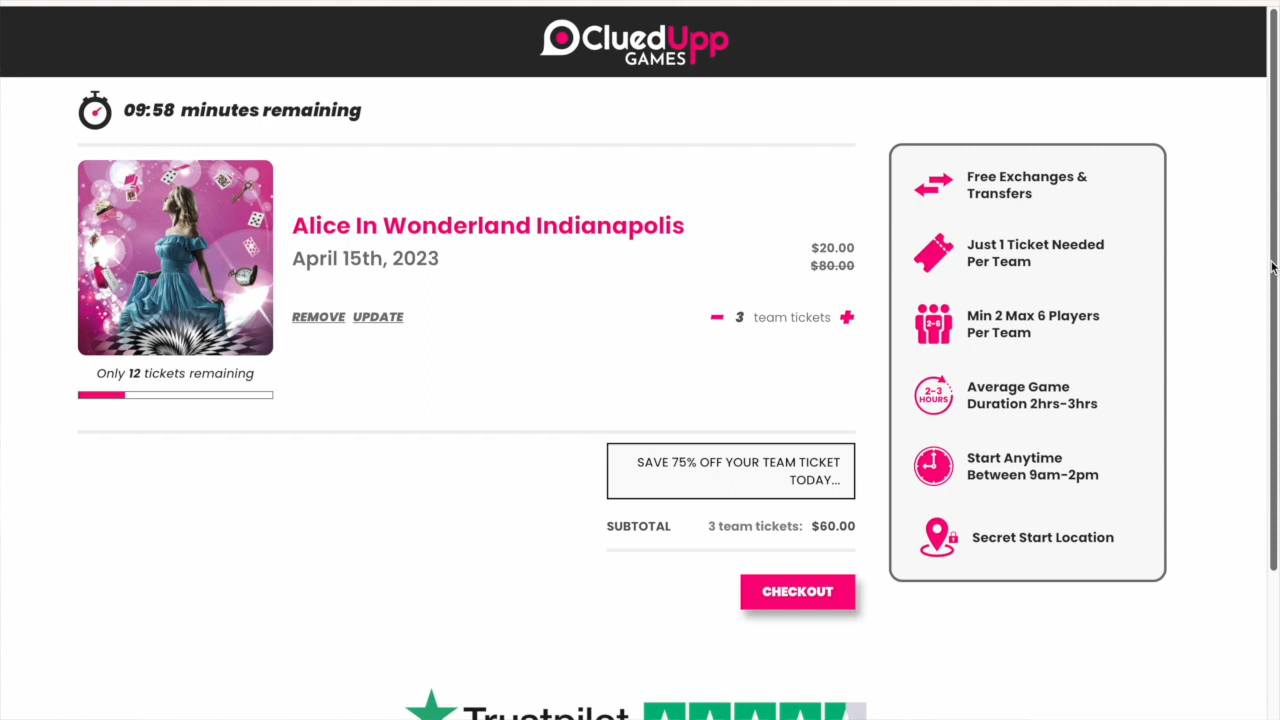 CluedUpp
GAMES
09:58 minutes remaining
Alice In Wonderland Indianapolis
April 15th, 2023
$20.00
$80.00
REMOVE UPDATE
3 team tickets
Only 12 tickets remaining
SAVE 75% OFF YOUR TEAM TICKET
TODAY...
SUBTOTAL 3 team tickets: $60.00
CHECKOUT
Free Exchanges &
Transfers
Just 1 Ticket Needed
Per Team
2-6
Min 2 Max 6 Players
Per Team
2-3
HOURS
Average Game
Duration 2hrs-3hrs
Start Anytime
Between 9am-2pm
Secret Start Location
Trustpilot